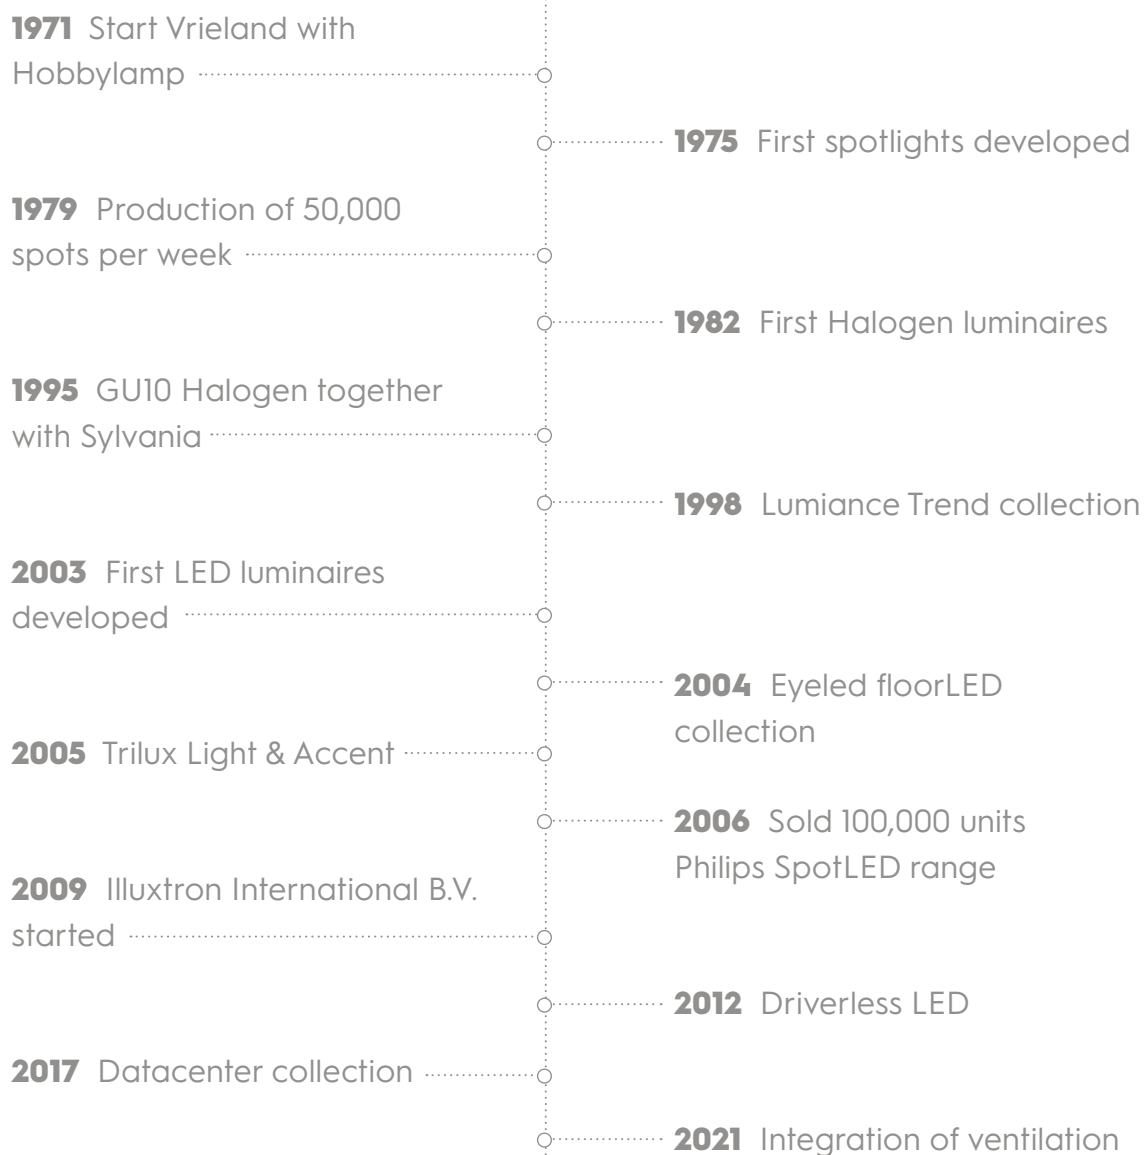 1971 Start Vrieland with
Hobbylamp
1975 First spotlights developed
1979 Production of 50,000
spots per week
1982 First Halogen luminaires
1995 GU10 Halogen together
with Sylvania
1998 Lumiance Trend collection
2003 First LED luminaires
developed
2004 Eyeled floorLED
collection
2005 Trilux Light & Accent
2006 Sold 100,000 units
Philips SpotLED range
2009 Illuxtron International B.V.
started
2012 Driverless LED
2017 Datacenter collection
2021 Integration of ventilation